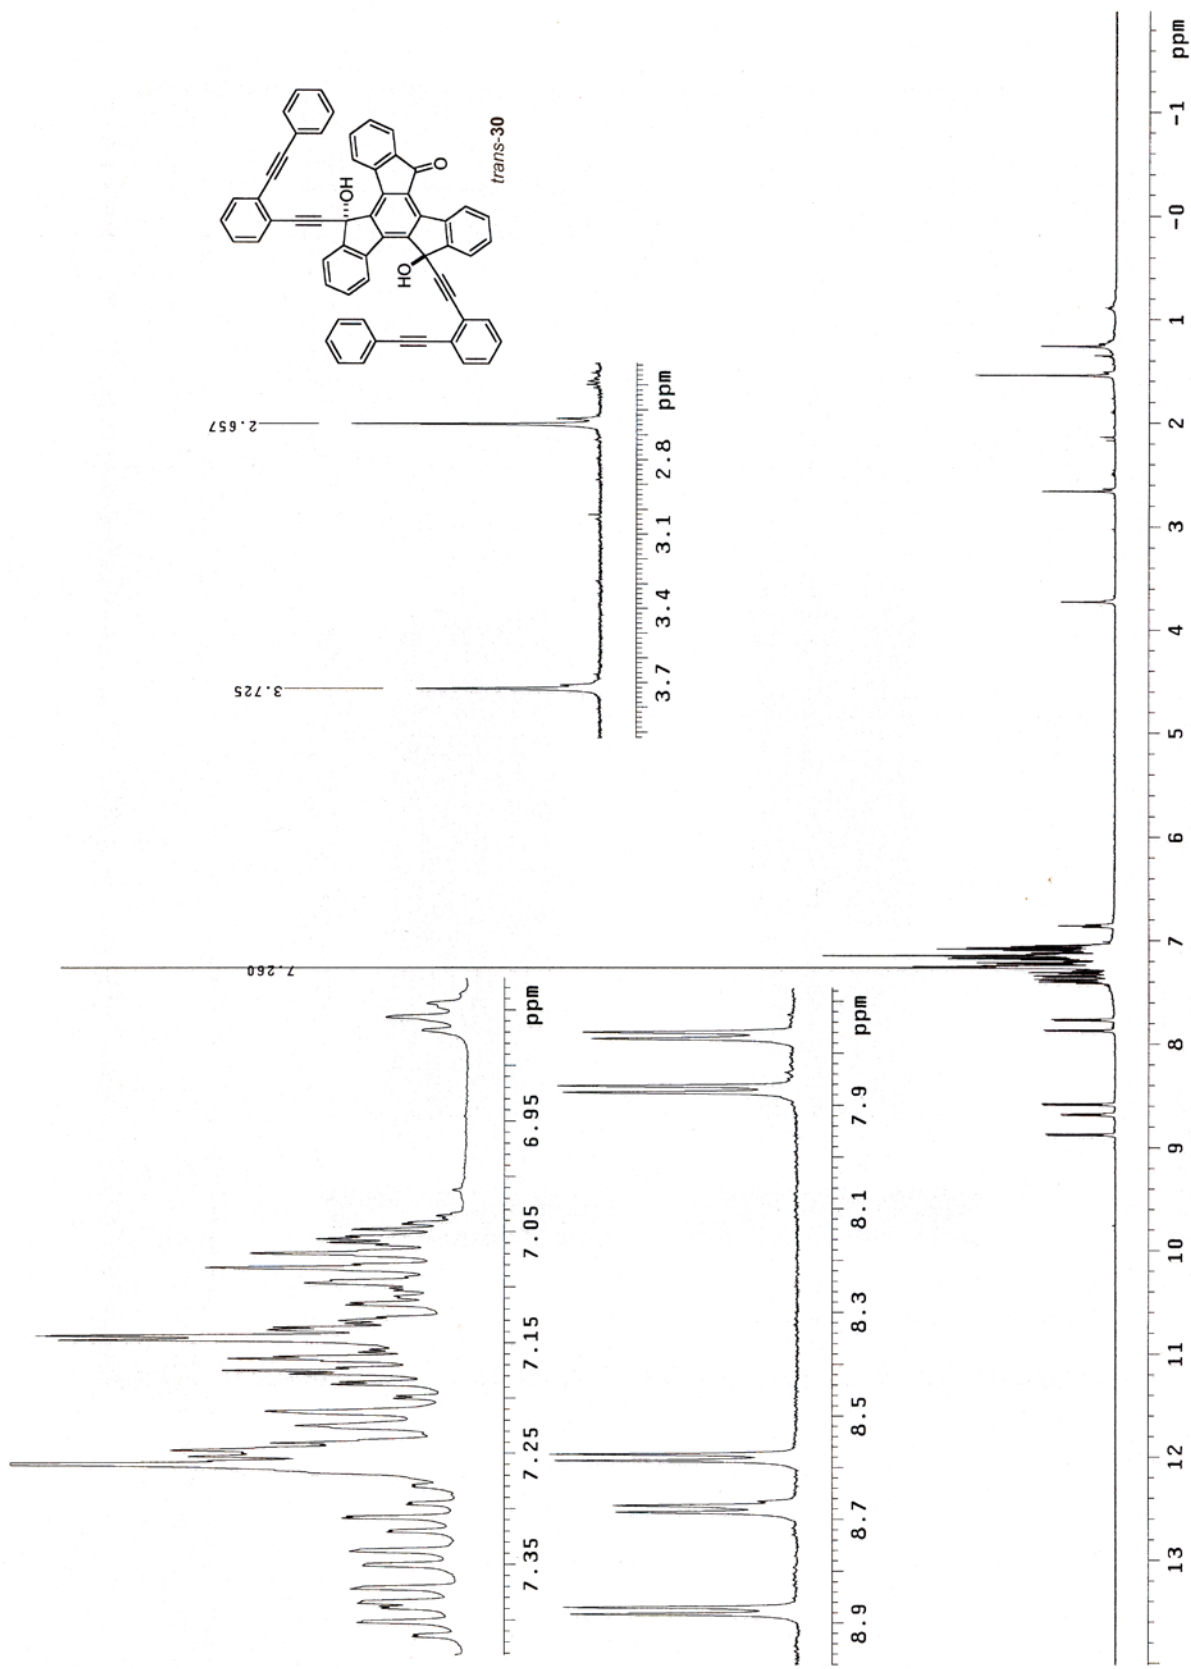 OH
HO
O
trans-30
7.260
3.725
2.657
7.35 7.25 7.15 7.05 6.95 ppm
3.7 3.4 3.1 2.8 ppm
8.9 8.7 8.5 8.3 8.1 7.9 ppm
13 12 11 10 9 8 7 6 5 4 3 2 1 -0 -1 ppm